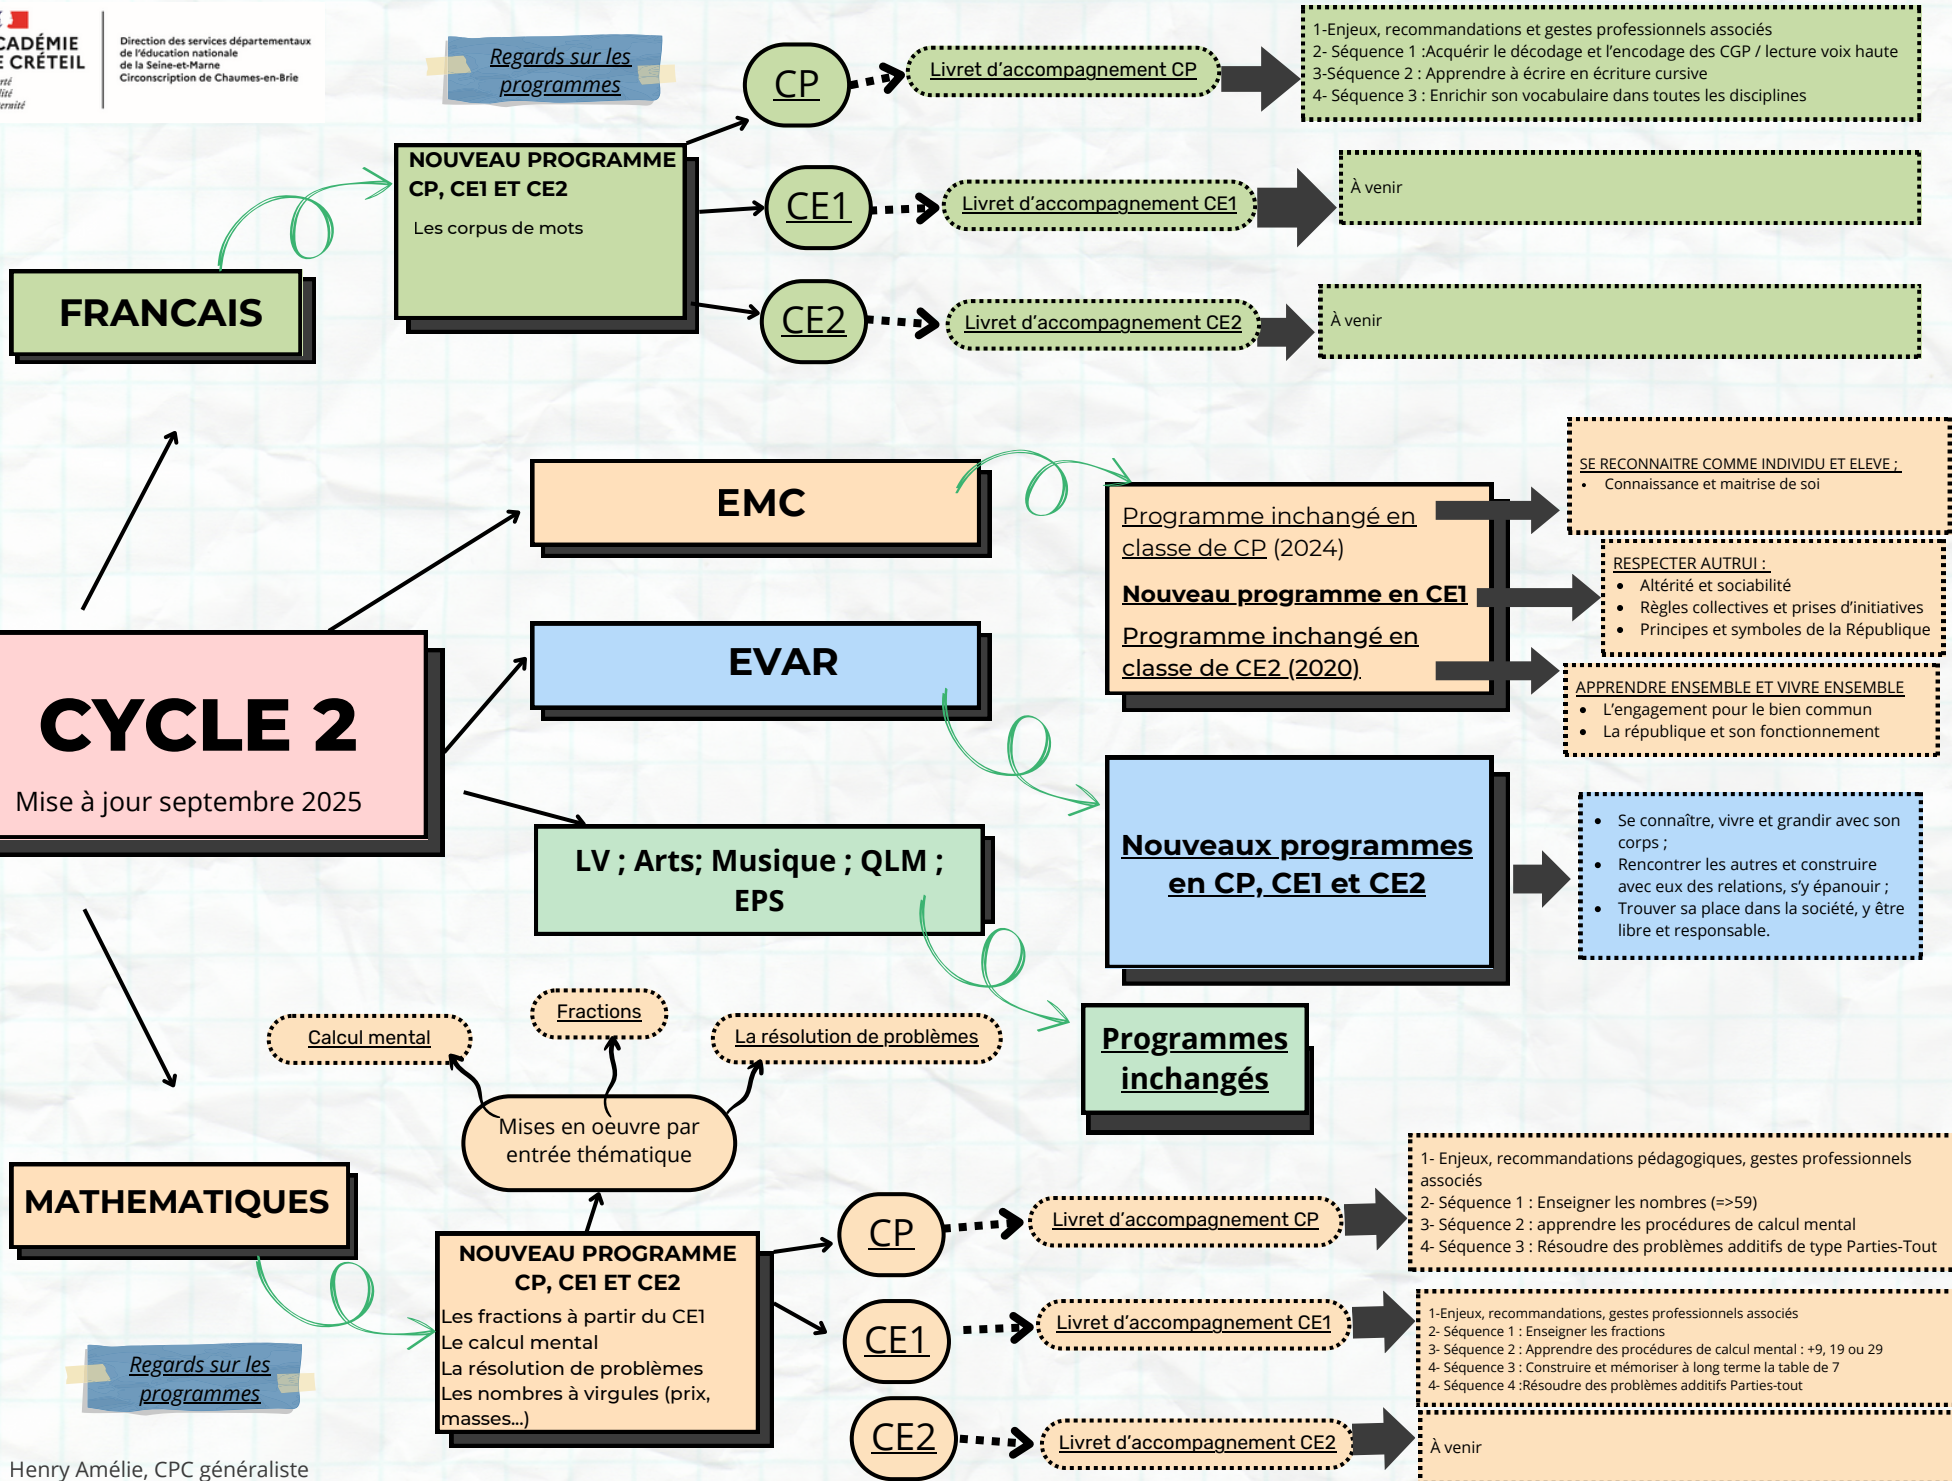 CADÉMIE
E CRÉTEIL
Direction des services départementaux
de l'éducation nationale
de la Seine-et-Marne
Circonscription de Chaumes-en-Brie
Regards sur les
programmes
CP
Livret d'accompagnement CP
1-Enjeux, recommandations et gestes professionnels associés
2- Séquence 1 :Acquérir le décodage et l'encodage des CGP / lecture voix haute
3-Séquence 2 : Apprendre à écrire en écriture cursive
4- Séquence 3 : Enrichir son vocabulaire dans toutes les disciplines
NOUVEAU PROGRAMME
CP, CE1 ET CE2
Les corpus de mots
CE1
Livret d'accompagnement CE1
À venir
FRANCAIS
CE2
Livret d'accompagnement CE2
À venir
EMC
Programme inchangé en
classe de CP (2024)
Nouveau programme en CE1
Programme inchangé en
classe de CE2 (2020)
SE RECONNAITRE COMME INDIVIDU ET ELEVE ;
• Connaissance et maitrise de soi
RESPECTER AUTRUI :
• Altérité et sociabilité
• Règles collectives et prises d'initiatives
• Principes et symboles de la République
APPRENDRE ENSEMBLE ET VIVRE ENSEMBLE
• L'engagement pour le bien commun
• La république et son fonctionnement
EVAR
CYCLE 2
Mise à jour septembre 2025
Nouveaux programmes
en CP, CE1 et CE2
• Se connaître, vivre et grandir avec son
corps ;
• Rencontrer les autres et construire
avec eux des relations, s'y épanouir ;
• Trouver sa place dans la société, y être
libre et responsable.
LV ; Arts; Musique ; QLM ;
EPS
Programmes
inchangés
Calcul mental
Fractions
La résolution de problèmes
Mises en oeuvre par
entrée thématique
MATHEMATIQUES
NOUVEAU PROGRAMME
CP, CE1 ET CE2
Les fractions à partir du CE1
Le calcul mental
La résolution de problèmes
Les nombres à virgules (prix,
masses...)
CP
Livret d'accompagnement CP
1- Enjeux, recommandations pédagogiques, gestes professionnels
associés
2- Séquence 1 : Enseigner les nombres (=>59)
3- Séquence 2 : apprendre les procédures de calcul mental
4- Séquence 3 : Résoudre des problèmes additifs de type Parties-Tout
CE1
Livret d'accompagnement CE1
1-Enjeux, recommandations, gestes professionnels associés
2- Séquence 1 : Enseigner les fractions
3- Séquence 2 : Apprendre des procédures de calcul mental : +9, 19 ou 29
4- Séquence 3 : Construire et mémoriser à long terme la table de 7
4- Séquence 4 :Résoudre des problèmes additifs Parties-tout
CE2
Livret d'accompagnement CE2
À venir
Regards sur les
programmes
Henry Amélie, CPC généraliste